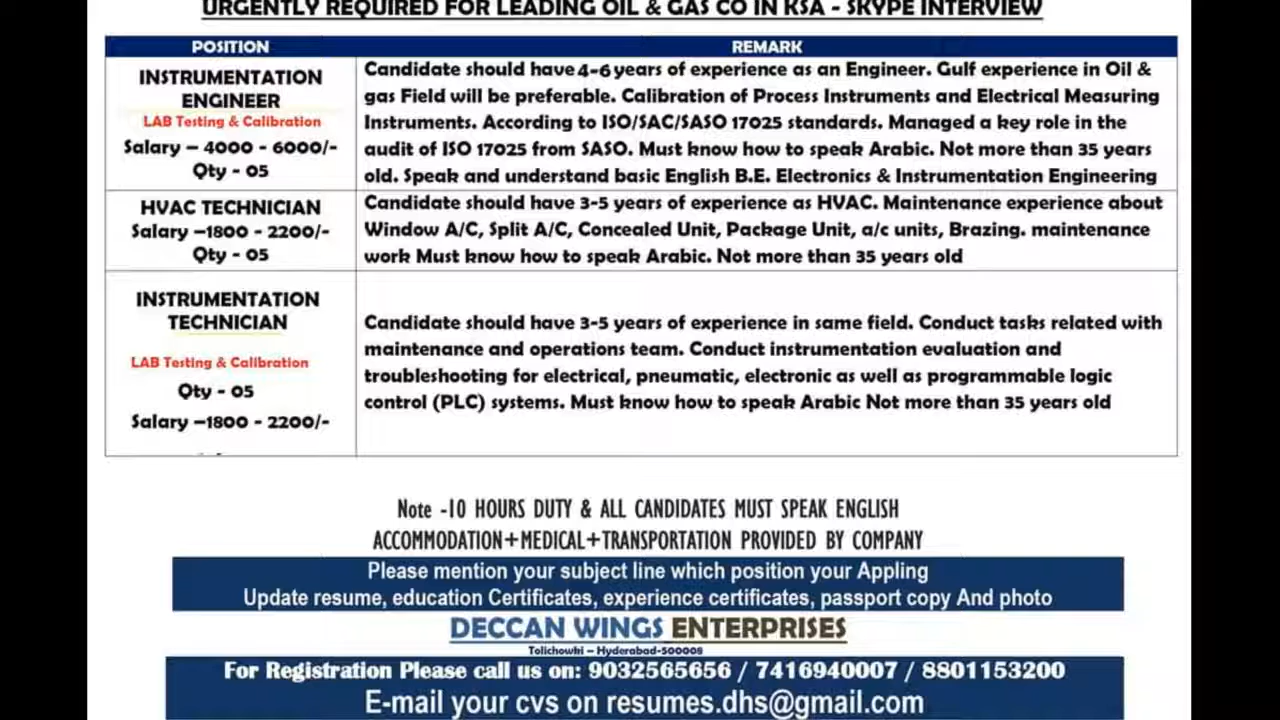 URGENTLY REQUIRED FOR LEADING OIL & GAS CO IN KSA - SKYPE INTERVIEW
POSITION REMARK
INSTRUMENTATION
ENGINEER
LAB Testing & Calibration
Salary – 4000 - 6000/-
Qty - 05
Candidate should have 4-6 years of experience as an Engineer. Gulf experience in Oil &
gas Field will be preferable. Calibration of Process Instruments and Electrical Measuring
Instruments. According to ISO/SAC/SASO 17025 standards. Managed a key role in the
audit of ISO 17025 from SASO. Must know how to speak Arabic. Not more than 35 years
old. Speak and understand basic English B.E. Electronics & Instrumentation Engineering
HVAC TECHNICIAN
Salary –1800 - 2200/-
Qty - 05
Candidate should have 3-5 years of experience as HVAC. Maintenance experience about
Window A/C, Split A/C, Concealed Unit, Package Unit, a/c units, Brazing. maintenance
work Must know how to speak Arabic. Not more than 35 years old
INSTRUMENTATION
TECHNICIAN
LAB Testing & Calibration
Qty - 05
Salary –1800 - 2200/-
Candidate should have 3-5 years of experience in same field. Conduct tasks related with
maintenance and operations team. Conduct instrumentation evaluation and
troubleshooting for electrical, pneumatic, electronic as well as programmable logic
control (PLC) systems. Must know how to speak Arabic Not more than 35 years old
Note -10 HOURS DUTY & ALL CANDIDATES MUST SPEAK ENGLISH
ACCOMMODATION+MEDICAL+TRANSPORTATION PROVIDED BY COMPANY
Please mention your subject line which position your Appling
Update resume, education Certificates, experience certificates, passport copy And photo
DECCAN WINGS ENTERPRISES
Tolichowki – Hyderabad-500008
For Registration Please call us on: 9032565656 / 7416940007 / 8801153200
E-mail your cvs on resumes.dhs@gmail.com